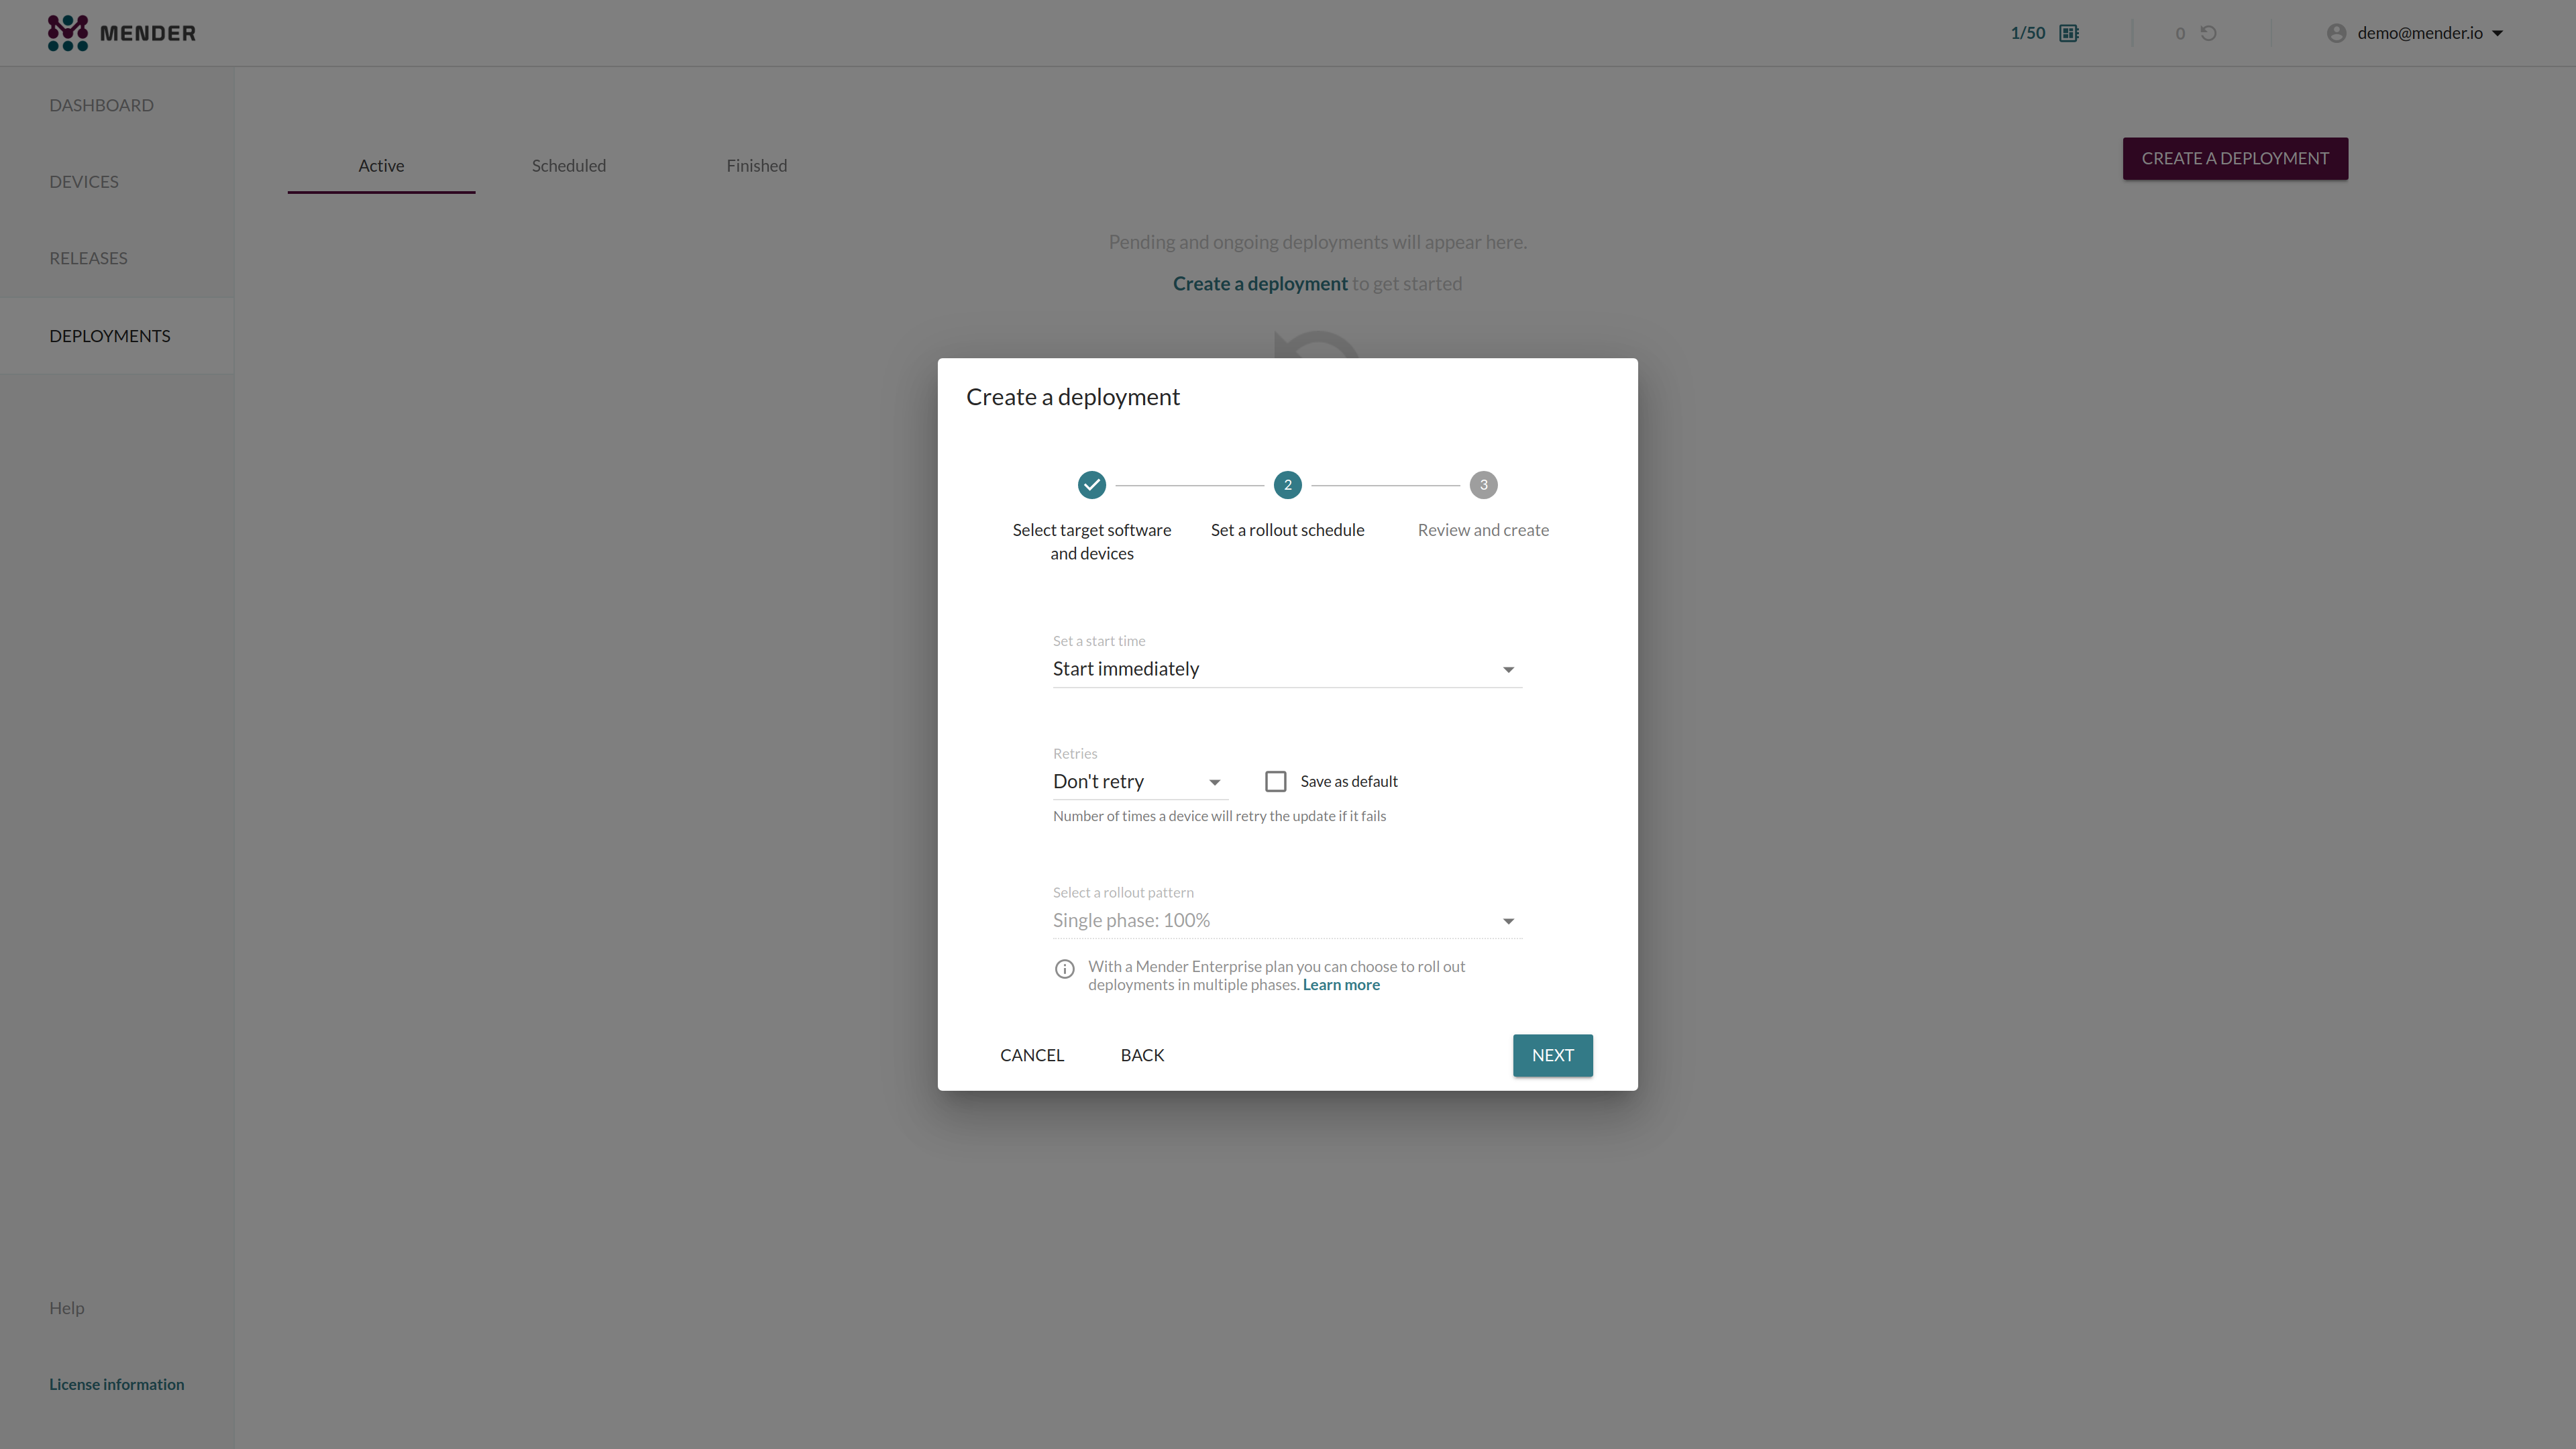 MENDER
1/50
0
demo@mender.io
DASHBOARD
DEVICES
RELEASES
DEPLOYMENTS
Help
License information
Active
Scheduled
Finished
CREATE A DEPLOYMENT
Pending and ongoing deployments will appear here.
Create a deployment to get started
Create a deployment
2
3
Select target software
and devices
Set a rollout schedule
Review and create
Set a start time
Start immediately
Retries
Don't retry
Save as default
Number of times a device will retry the update if it fails
Select a rollout pattern
Single phase: 100%
With a Mender Enterprise plan you can choose to roll out
deployments in multiple phases. Learn more
CANCEL
BACK
NEXT